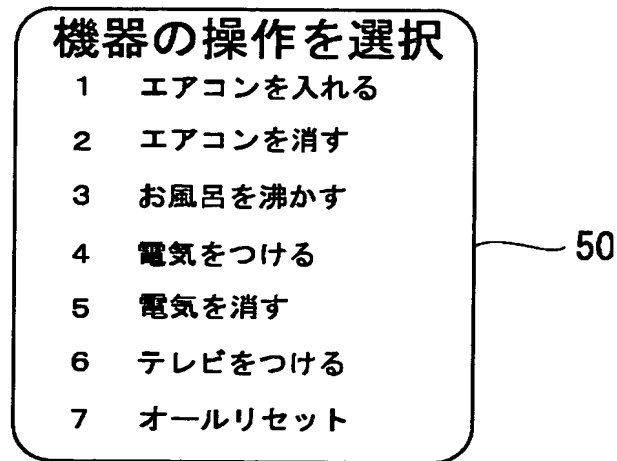 機器の操作を選択
1 エアコンを入れる
2 エアコンを消す
3 お風呂を沸かす
4 電気をつける
5 電気を消す
6 テレビをつける
7 オールリセット
50